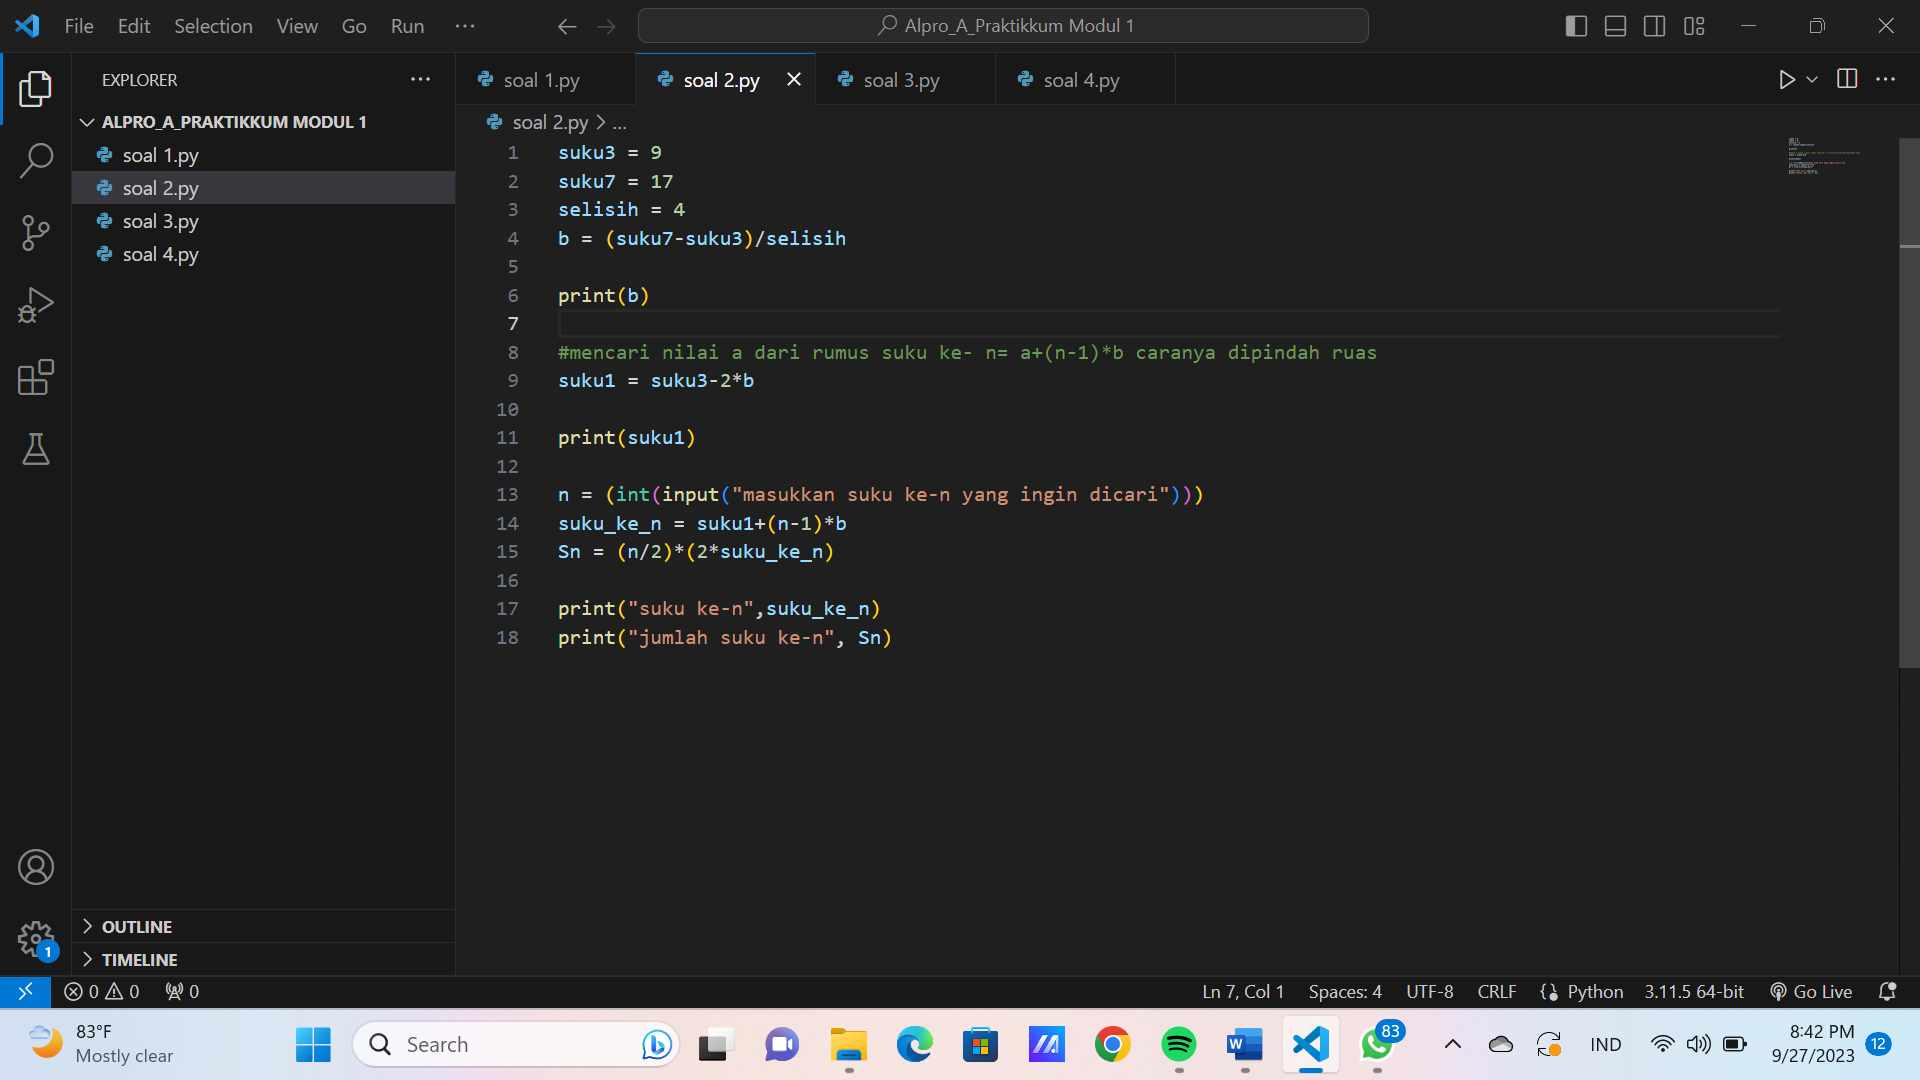 File Edit Selection View Go Run ···
Alpro_A_Praktikkum Modul 1
EXPLORER ···
ALPRO_A_PRAKTIKKUM MODUL 1
soal 1.py
soal 2.py
soal 3.py
soal 4.py
OUTLINE
TIMELINE
soal 1.py soal 2.py soal 3.py soal 4.py
soal 2.py > ...
1 suku3 = 9
2 suku7 = 17
3 selisih = 4
4 b = (suku7-suku3)/selisih
5
6 print(b)
7
8 #mencari nilai a dari rumus suku ke- n= a+(n-1)*b caranya dipindah ruas
9 suku1 = suku3-2*b
10
11 print(suku1)
12
13 n = (int(input("masukkan suku ke-n yang ingin dicari")))
14 suku_ke_n = suku1+(n-1)*b
15 Sn = (n/2)*(2*suku_ke_n)
16
17 print("suku ke-n",suku_ke_n)
18 print("jumlah suku ke-n", Sn)
1
0 0 0 Ln 7, Col 1 Spaces: 4 UTF-8 CRLF Python 3.11.5 64-bit Go Live
83°F
Mostly clear
Search
W
83
IND
8:42 PM
9/27/2023
12